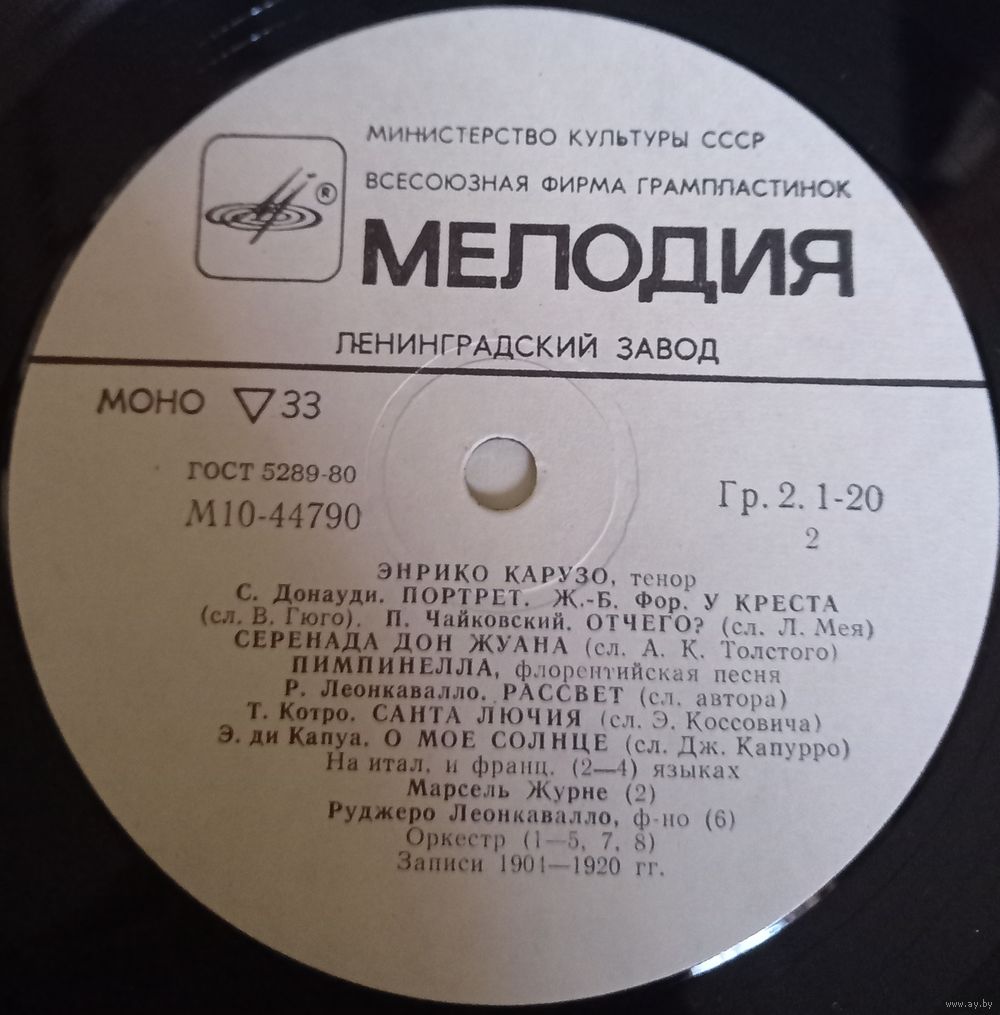 МИНИСТЕРСТВО КУЛЬТУРЫ СССР
ВСЕСОЮЗНАЯ ФИРМА ГРАМПЛАСТИНОК
®
МЕЛОДИЯ
ЛЕНИНГРАДСКИЙ ЗАВОД
МОНО ▽ 33
ГОСТ 5289-80
М10-44790
Гр. 2. 1-20
2
ЭНРИКО КАРУЗО, тенор
С. Донауди. ПОРТРЕТ. Ж.-Б. Фор. У КРЕСТА
(сл. В. Гюго). П. Чайковский. ОТЧЕГО? (сл. Л. Мея)
СЕРЕНАДА ДОН ЖУАНА (сл. А. К. Толстого)
ПИМПИНЕЛЛА, флорентийская песня
Р. Леонкавалло. РАССВЕТ (сл. автора)
Т. Котро. САНТА ЛЮЧИЯ (сл. Э. Коссовича)
Э. ди Капуа. О МОЕ СОЛНЦЕ (сл. Дж. Капурро)
На итал. и франц. (2—4) языках
Марсель Журне (2)
Руджеро Леонкавалло, ф-но (6)
Оркестр (1—5, 7, 8)
Записи 1901—1920 гг.
www.ay.by